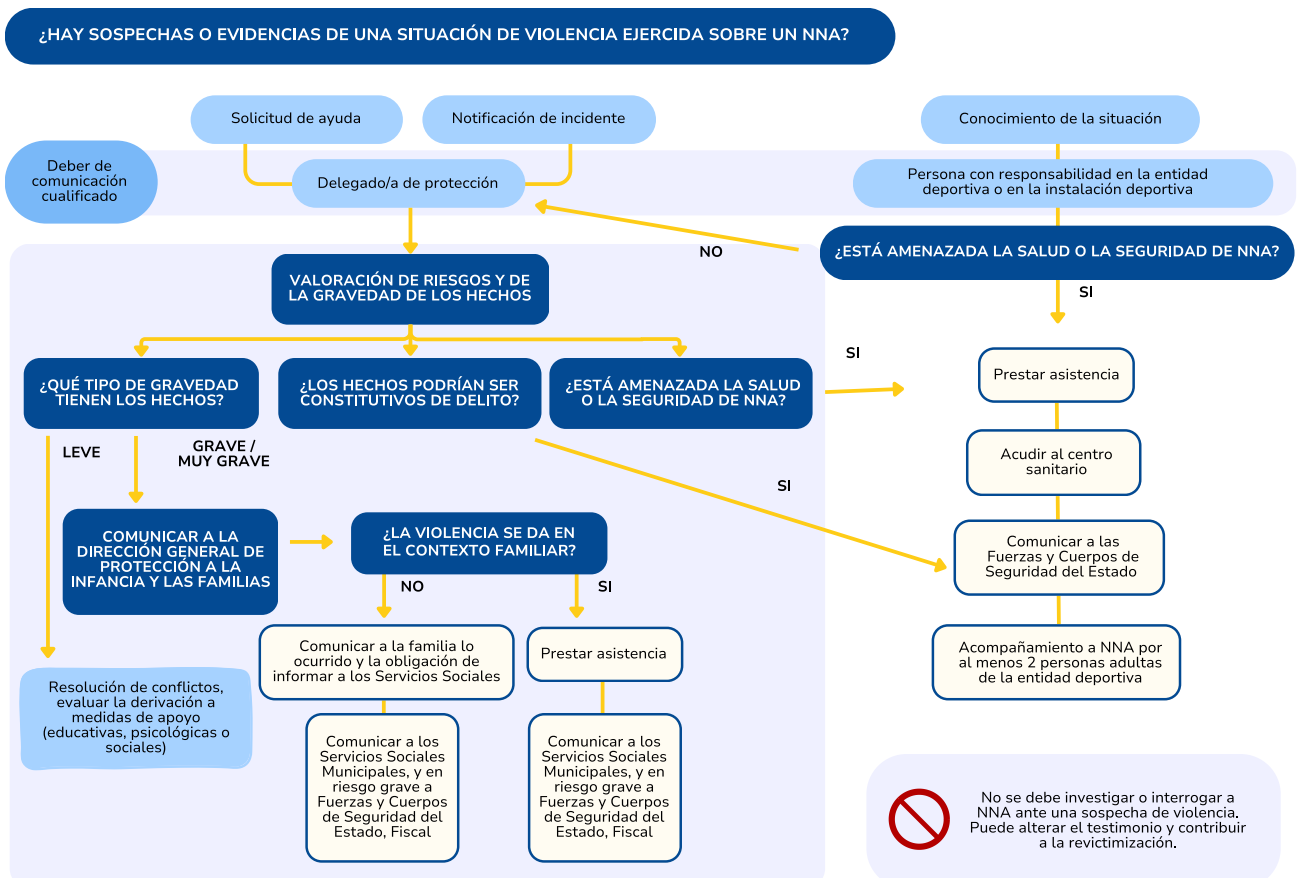 ¿HAY SOSPECHAS O EVIDENCIAS DE UNA SITUACIÓN DE VIOLENCIA EJERCIDA SOBRE UN NNA?
Solicitud de ayuda
Notificación de incidente
Conocimiento de la situación
Deber de
comunicación
cualificado
Delegado/a de protección
Persona con responsabilidad en la entidad
deportiva o en la instalación deportiva
NO
¿ESTÁ AMENAZADA LA SALUD O LA SEGURIDAD DE NNA?
SI
VALORACIÓN DE RIESGOS Y DE
LA GRAVEDAD DE LOS HECHOS
¿QUÉ TIPO DE GRAVEDAD
TIENEN LOS HECHOS?
¿LOS HECHOS PODRÍAN SER
CONSTITUTIVOS DE DELITO?
¿ESTÁ AMENAZADA LA SALUD
O LA SEGURIDAD DE NNA?
SI
Prestar asistencia
LEVE
GRAVE /
MUY GRAVE
SI
Acudir al centro
sanitario
COMUNICAR A LA
DIRECCIÓN GENERAL DE
PROTECCIÓN A LA
INFANCIA Y LAS FAMILIAS
¿LA VIOLENCIA SE DA EN
EL CONTEXTO FAMILIAR?
Comunicar a las
Fuerzas y Cuerpos de
Seguridad del Estado
NO
SI
Comunicar a la familia lo
ocurrido y la obligación de
informar a los Servicios Sociales
Prestar asistencia
Acompañamiento a NNA por
al menos 2 personas adultas
de la entidad deportiva
Resolución de conflictos,
evaluar la derivación a
medidas de apoyo
(educativas, psicológicas o
sociales)
Comunicar a los
Servicios Sociales
Municipales, y en
riesgo grave a
Fuerzas y Cuerpos
de Seguridad del
Estado, Fiscal
Comunicar a los
Servicios Sociales
Municipales, y en
riesgo grave a
Fuerzas y Cuerpos
de Seguridad del
Estado, Fiscal
No se debe investigar o interrogar a
NNA ante una sospecha de violencia.
Puede alterar el testimonio y contribuir
a la revictimización.